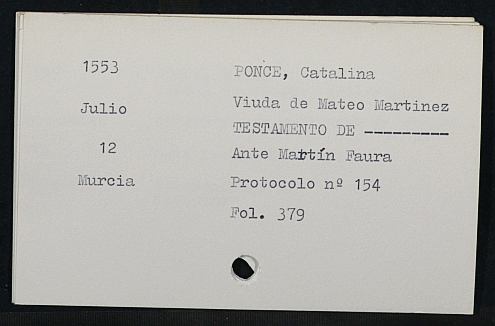 1553
PONCE, Catalina
Julio
Viuda de Mateo Martinez
TESTAMENTO DE ---------
12
Ante Martín Faura
Murcia
Protocolo nº 154
Fol. 379